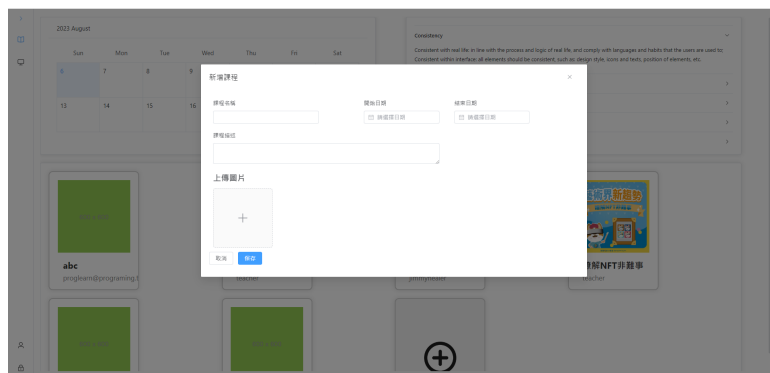 2023 August
Sun Mon Tue Wed Thu Fri Sat
6 7 8 9
13 14 15 16
Consistency
Consistent with real life: in line with the process and logic of real life, and comply with languages and habits that the users are used to;
Consistent within interface: all elements should be consistent, such as: design style, icons and texts, position of elements, etc.
新增課程
課程名稱
開始日期
請選擇日期
結束日期
請選擇日期
課程描述
上傳圖片
取消
儲存
abc
proglearn@programing.t
teacher
解NFT非難事
teacher